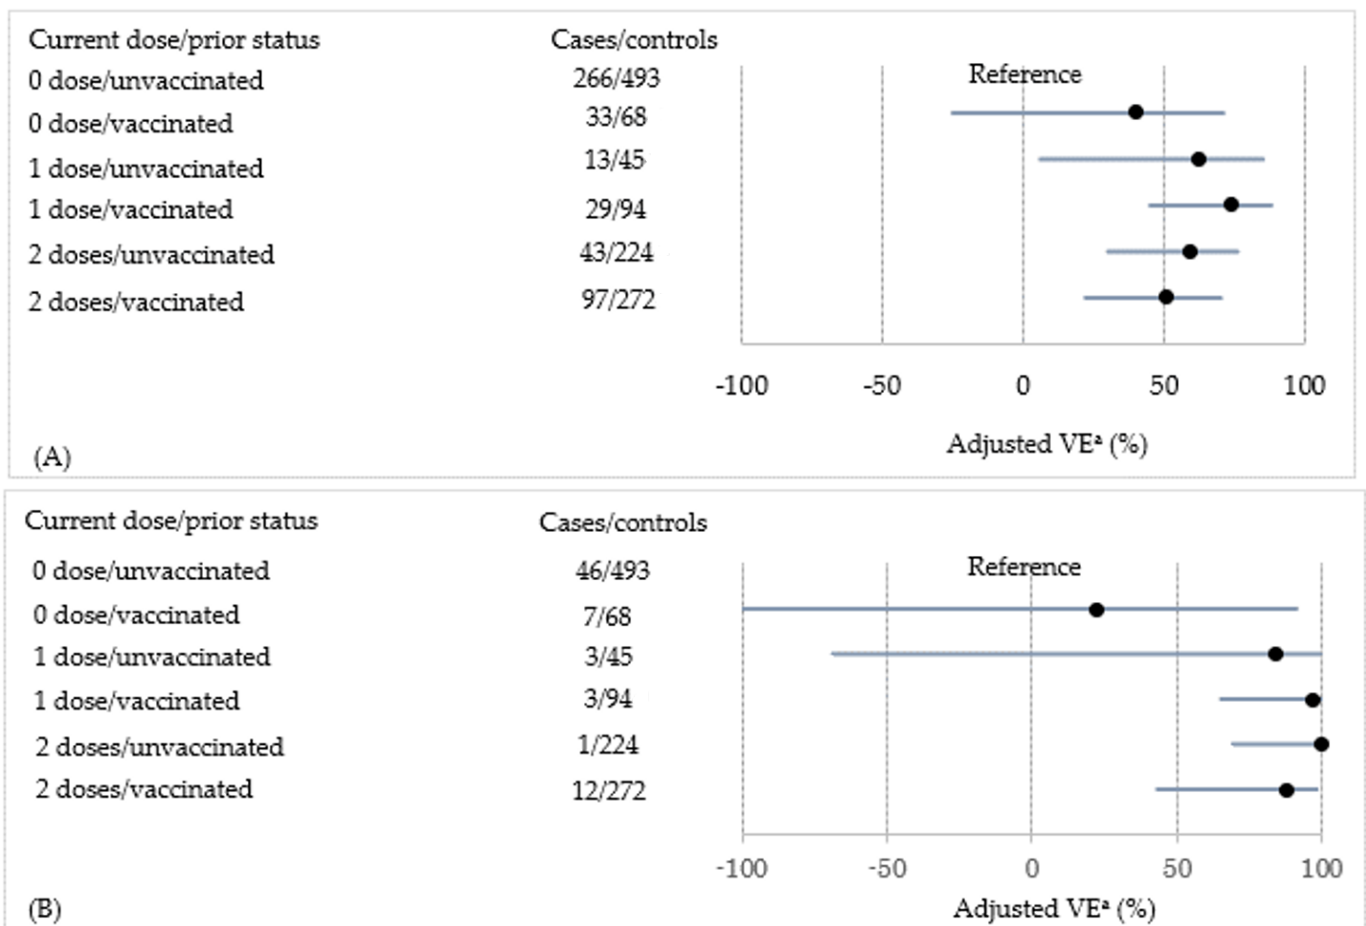 Current dose/prior status Cases/controls
0 dose/unvaccinated 266/493 Reference
0 dose/vaccinated 33/68
1 dose/unvaccinated 13/45
1 dose/vaccinated 29/94
2 doses/unvaccinated 43/224
2 doses/vaccinated 97/272
-100 -50 0 50 100
Adjusted VEª (%)
(A)
Current dose/prior status Cases/controls
0 dose/unvaccinated 46/493 Reference
0 dose/vaccinated 7/68
1 dose/unvaccinated 3/45
1 dose/vaccinated 3/94
2 doses/unvaccinated 1/224
2 doses/vaccinated 12/272
-100 -50 0 50 100
Adjusted VEª (%)
(B)